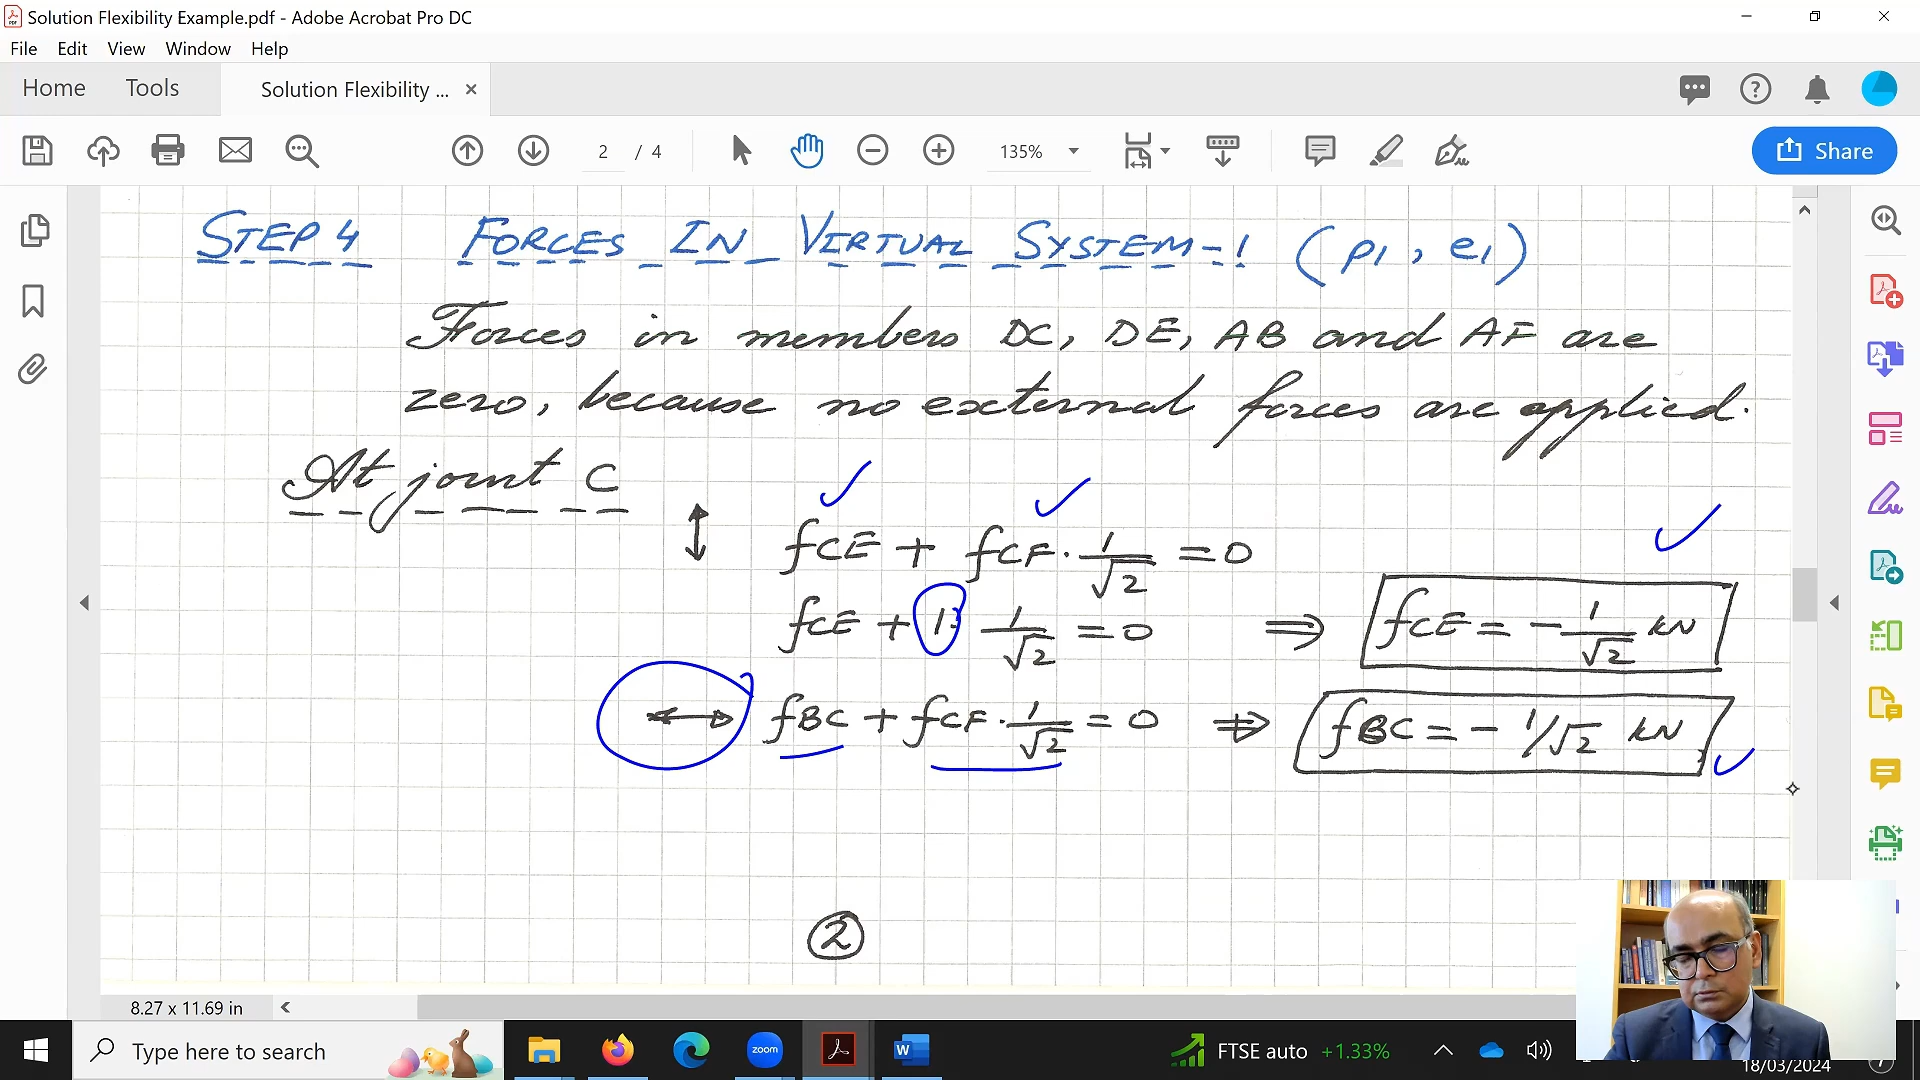 Solution Flexibility Example.pdf - Adobe Acrobat Pro DC
File Edit View Window Help
Home Tools Solution Flexibility ... ×
2 / 4 135% Share
STEP 4 FORCES IN VIRTUAL SYSTEM-1 (p1, e1)
Forces in members DC, DE, AB and AF are
zero, because no external forces are applied.
At joint C
↕ fCE + fCF · 1/√2 = 0
fCE + 1 · 1/√2 = 0 ⇒ fCE = - 1/√2 kN
↔ fBC + fCF · 1/√2 = 0 ⇒ fBC = - 1/√2 kN
2
8.27 x 11.69 in
Type here to search
zoom
W
FTSE auto +1.33%
18/03/2024